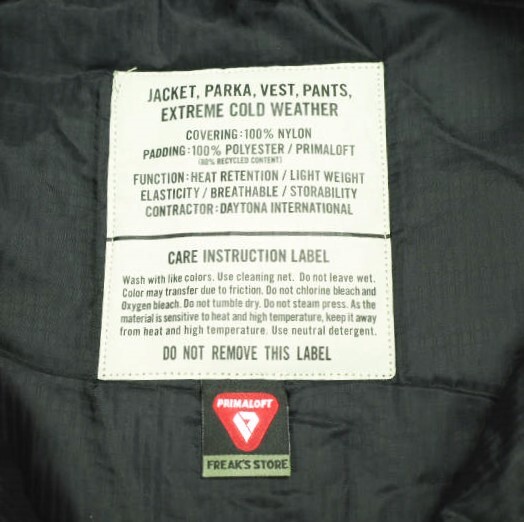 JACKET, PARKA, VEST, PANTS,
EXTREME COLD WEATHER
COVERING:100% NYLON
PADDING:100% POLYESTER / PRIMALOFT
(60% RECYCLED CONTENT)
FUNCTION:HEAT RETENTION / LIGHT WEIGHT
ELASTICITY / BREATHABLE / STORABILITY
CONTRACTOR:DAYTONA INTERNATIONAL
CARE INSTRUCTION LABEL
Wash with like colors. Use cleaning net. Do not leave wet.
Color may transfer due to friction. Do not chlorine bleach and
Oxygen bleach. Do not tumble dry. Do not steam press. As the
material is sensitive to heat and high temperature, keep it away
from heat and high temperature. Use neutral detergent.
DO NOT REMOVE THIS LABEL
PRIMALOFT
FREAK'S STORE